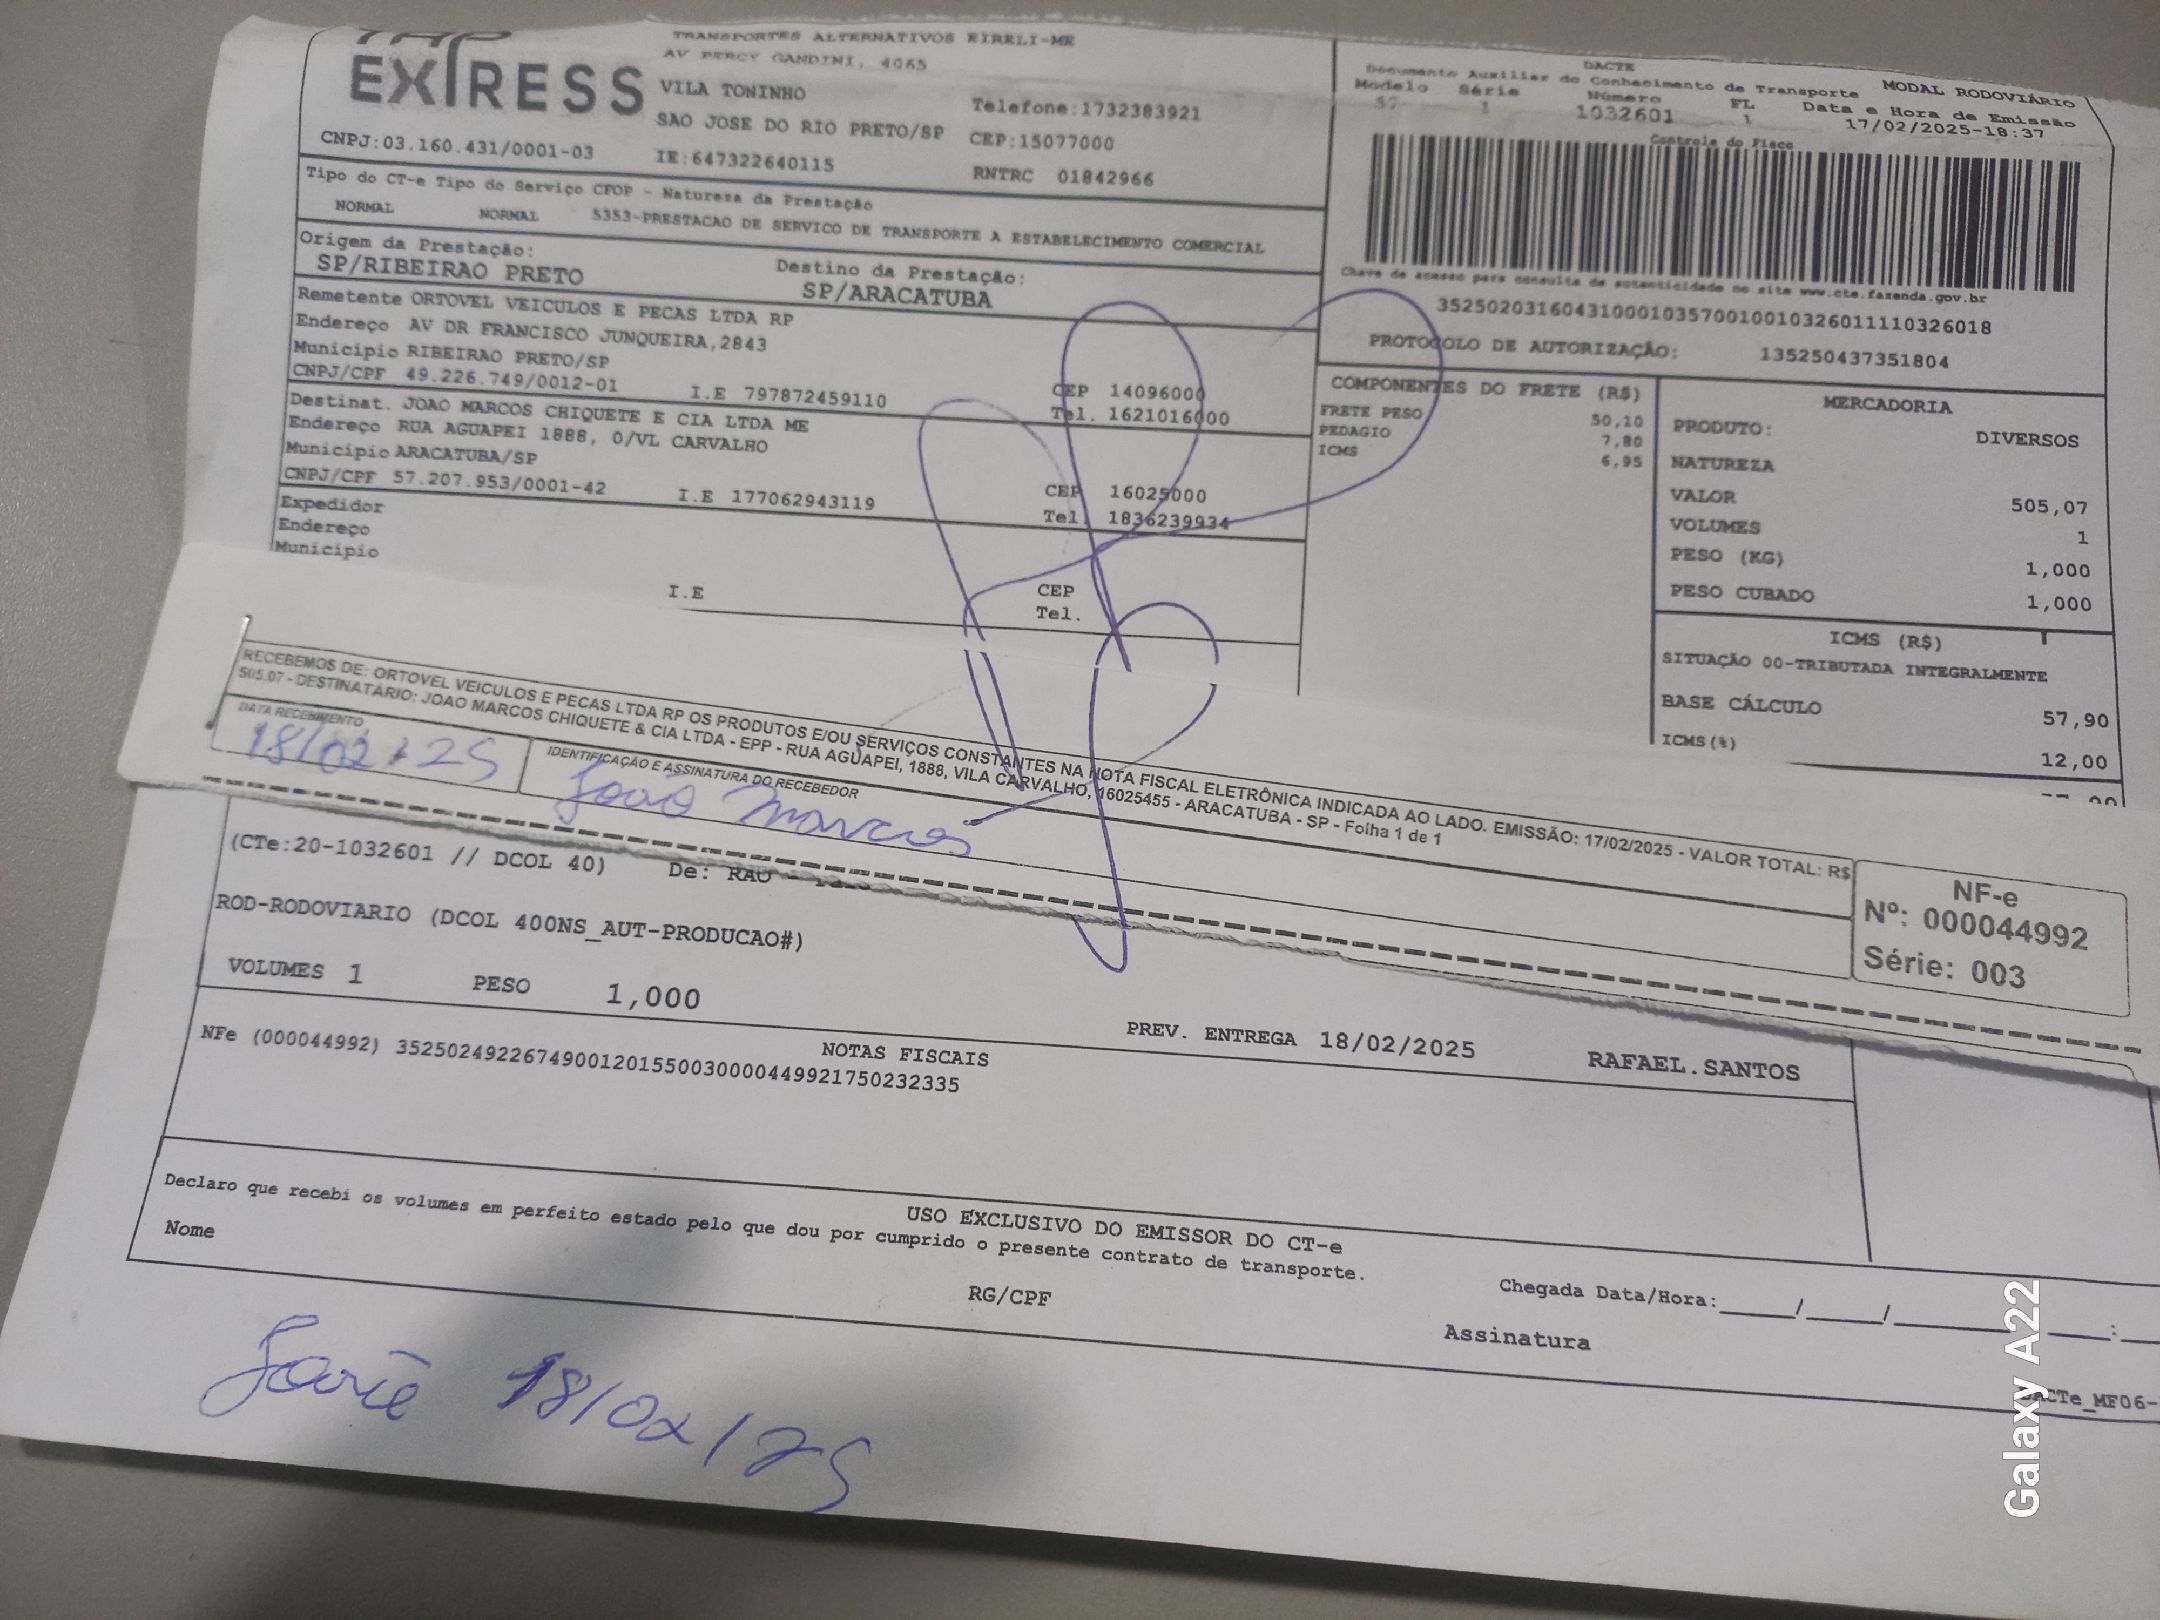 EXPRESS
TRANSPORTES ALTERNATIVOS EIRELI-ME
AV PERCY GANDINI, 4065
VILA TONINHO
SAO JOSE DO RIO PRETO/SP
Telefone:1732383921
CEP:15077000
CNPJ:03.160.431/0001-03
IE:647322640115
RNTRC 01842966
DACTE
Documento Auxiliar do Conhecimento de Transporte
MODAL RODOVIÁRIO
Modelo Série Número FL Data e Hora de Emissão
57 1 1032601 1 17/02/2025-18:37
Controle do Fisco
Chave de acesso para consulta de autenticidade no site www.cte.fazenda.gov.br
35250203160431000103570010010326011110326018
PROTOCOLO DE AUTORIZAÇÃO: 135250437351804
Tipo do CT-e Tipo do Serviço CFOP - Natureza da Prestação
NORMAL NORMAL 5353-PRESTACAO DE SERVICO DE TRANSPORTE A ESTABELECIMENTO COMERCIAL
Origem da Prestação: Destino da Prestação:
SP/RIBEIRAO PRETO SP/ARACATUBA
Remetente ORTOVEL VEICULOS E PECAS LTDA RP
Endereço AV DR FRANCISCO JUNQUEIRA,2843
Município RIBEIRAO PRETO/SP CEP 14096000
CNPJ/CPF 49.226.749/0012-01 I.E 797872459110 Tel. 1621016000
Destinat. JOAO MARCOS CHIQUETE E CIA LTDA ME
Endereço RUA AGUAPEI 1888, 0/VL CARVALHO
Município ARACATUBA/SP CEP 16025000
CNPJ/CPF 57.207.953/0001-42 I.E 177062943119 Tel. 1836239934
Expedidor
Endereço
Município CEP
I.E Tel.
COMPONENTES DO FRETE (R$)
FRETE PESO 50,10
PEDAGIO 7,80
ICMS 6,95
MERCADORIA
PRODUTO: DIVERSOS
NATUREZA
VALOR 505,07
VOLUMES 1
PESO (KG) 1,000
PESO CUBADO 1,000
ICMS (R$)
SITUAÇÃO 00-TRIBUTADA INTEGRALMENTE
BASE CÁLCULO 57,90
ICMS(%) 12,00
RECEBEMOS DE: ORTOVEL VEICULOS E PECAS LTDA RP OS PRODUTOS E/OU SERVIÇOS CONSTANTES NA NOTA FISCAL ELETRÔNICA INDICADA AO LADO. EMISSÃO: 17/02/2025 - VALOR TOTAL: R$
505,07 - DESTINATÁRIO: JOAO MARCOS CHIQUETE & CIA LTDA - EPP - RUA AGUAPEI, 1888, VILA CARVALHO, 16025455 - ARACATUBA - SP - Folha 1 de 1
DATA RECEBIMENTO
18/02/25
IDENTIFICAÇÃO E ASSINATURA DO RECEBEDOR
João Marcos
NF-e
Nº: 000044992
Série: 003
(CTe:20-1032601 // DCOL 40) De: RAO -
ROD-RODOVIARIO (DCOL 400NS_AUT-PRODUCAO#)
VOLUMES 1 PESO 1,000 PREV. ENTREGA 18/02/2025 RAFAEL.SANTOS
NOTAS FISCAIS
NFe (000044992) 35250249226749001201550030000449921750232335
USO EXCLUSIVO DO EMISSOR DO CT-e
Declaro que recebi os volumes em perfeito estado pelo que dou por cumprido o presente contrato de transporte.
Nome RG/CPF Assinatura
Chegada Data/Hora:_____/____/______ ____:__
DACTe_MF06-
18/02/25
Galaxy A22